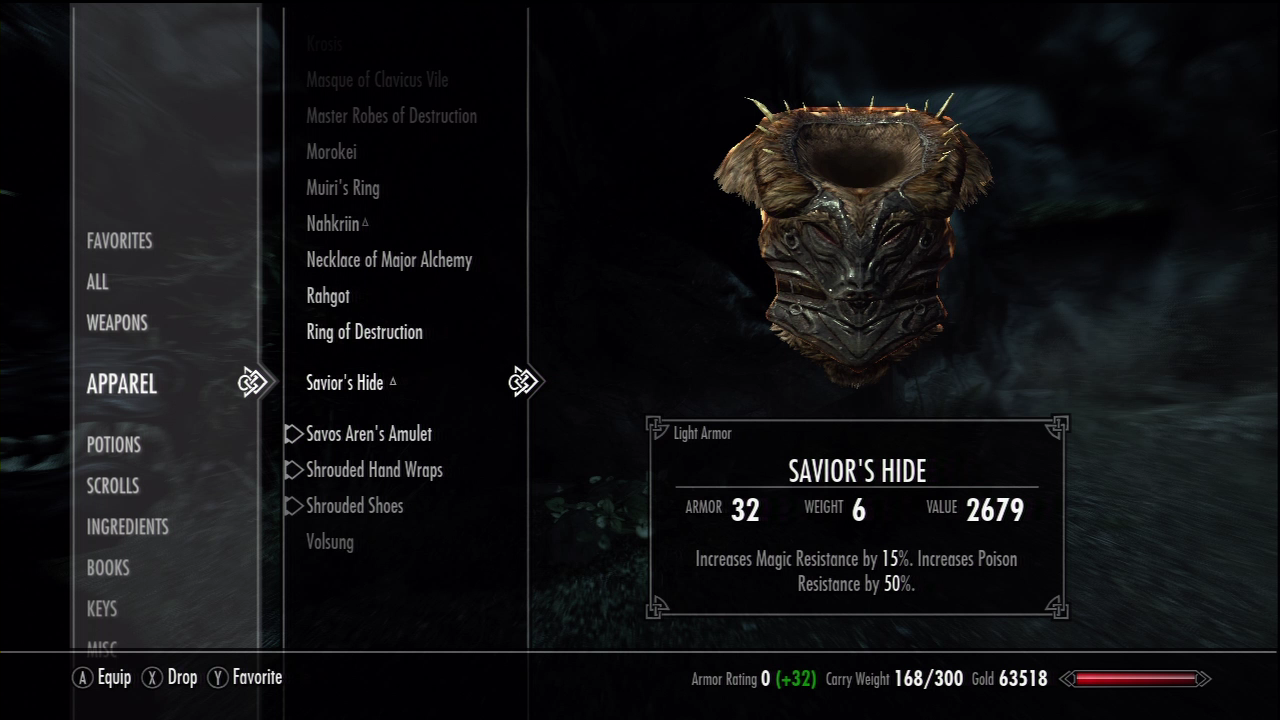 FAVORITES
ALL
WEAPONS
APPAREL
POTIONS
SCROLLS
INGREDIENTS
BOOKS
KEYS
MISC
Krosis
Masque of Clavicus Vile
Master Robes of Destruction
Morokei
Muiri's Ring
Nahkriin
Necklace of Major Alchemy
Rahgot
Ring of Destruction
Savior's Hide
Savos Aren's Amulet
Shrouded Hand Wraps
Shrouded Shoes
Volsung
Light Armor
SAVIOR'S HIDE
ARMOR 32 WEIGHT 6 VALUE 2679
Increases Magic Resistance by 15%. Increases Poison
Resistance by 50%.
A Equip X Drop Y Favorite
Armor Rating 0 (+32) Carry Weight 168/300 Gold 63518